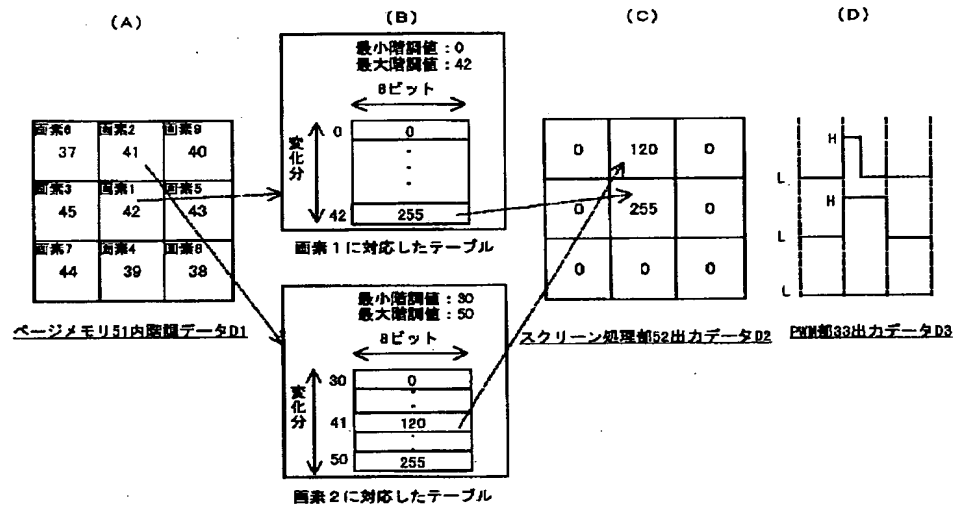 (A)
(B)
(C)
(D)
画素6 画素2 画素9
37 41 40
画素3 画素1 画素5
45 42 43
画素7 画素4 画素8
44 39 38
ページメモリ51内階調データD1
最小階調値:0
最大階調値:42
8ビット
変化分
0 0
42 255
画素1に対応したテーブル
最小階調値:30
最大階調値:50
8ビット
変化分
30 0
41 120
50 255
画素2に対応したテーブル
0 120 0
0 255 0
0 0 0
スクリーン処理部52出力データD2
H
L
H
L
L
PWM部33出力データD3